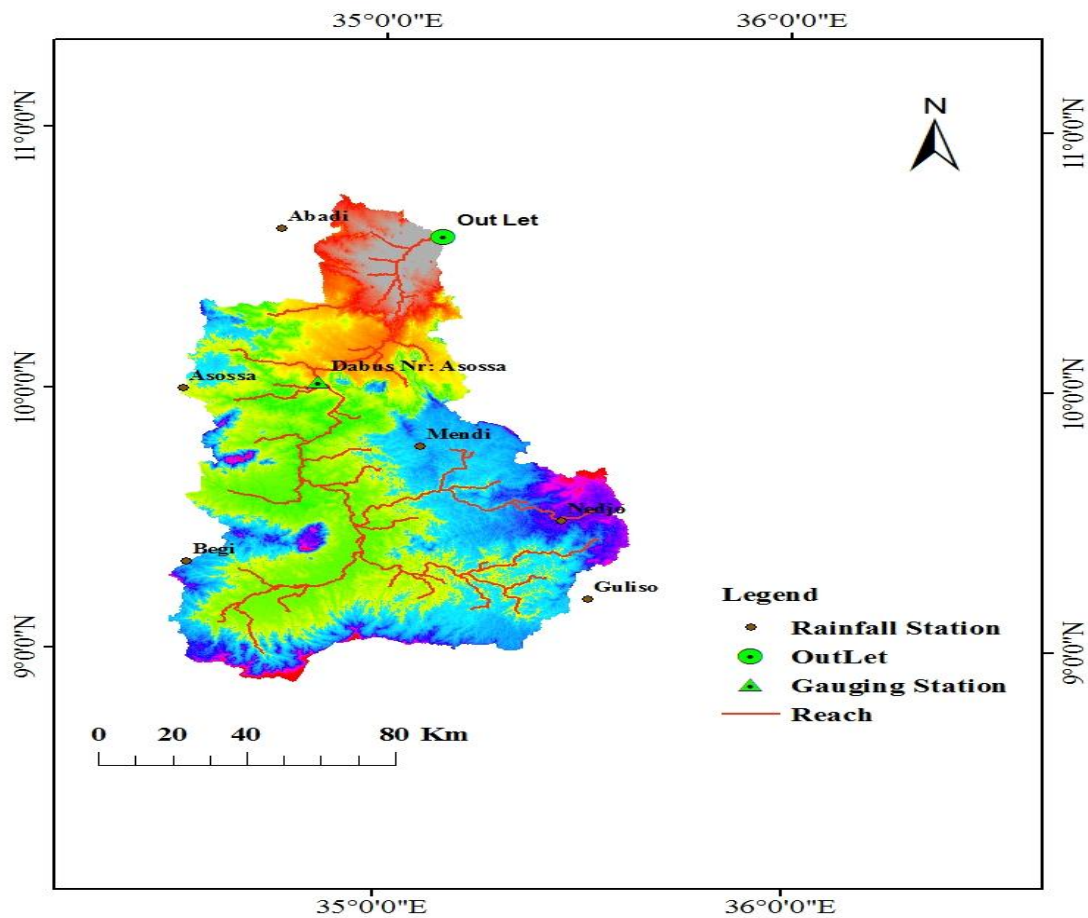 35°0'0"E
36°0'0"E
11°0'0"N
11°0'0"N
N
Abadi
Out Let
Dabus Nr: Asossa
Asossa
10°0'0"N
10°0'0"N
Mendi
Nedjo
Begi
Guliso
Legend
Rainfall Station
OutLet
Gauging Station
Reach
9°0'0"N
9°0'0"N
0 20 40 80 Km
35°0'0"E
36°0'0"E